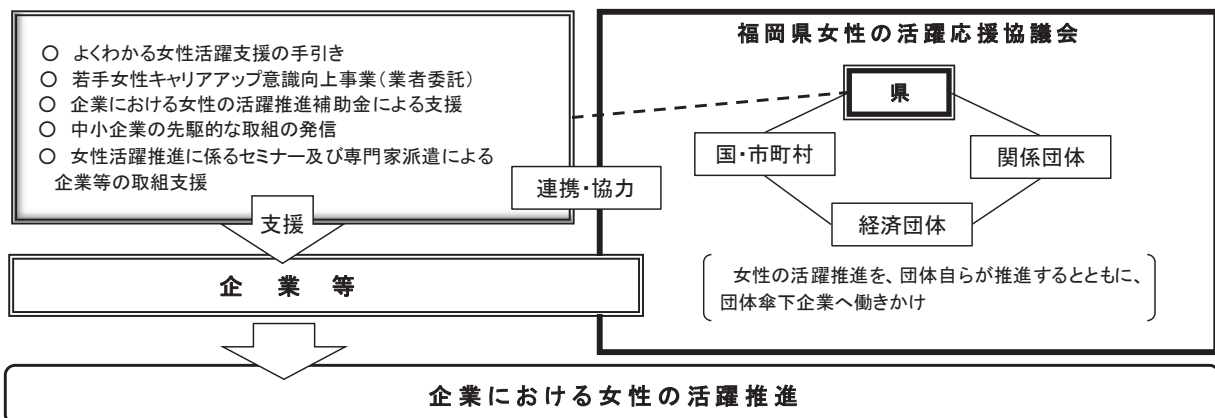 ○ よくわかる女性活躍支援の手引き
○ 若手女性キャリアアップ意識向上事業(業者委託)
○ 企業における女性の活躍推進補助金による支援
○ 中小企業の先駆的な取組の発信
○ 女性活躍推進に係るセミナー及び専門家派遣による
企業等の取組支援
支援
企業等
連携・協力
福岡県女性の活躍応援協議会
県
国・市町村
関係団体
経済団体
女性の活躍推進を、団体自らが推進するとともに、
団体傘下企業へ働きかけ
企業における女性の活躍推進